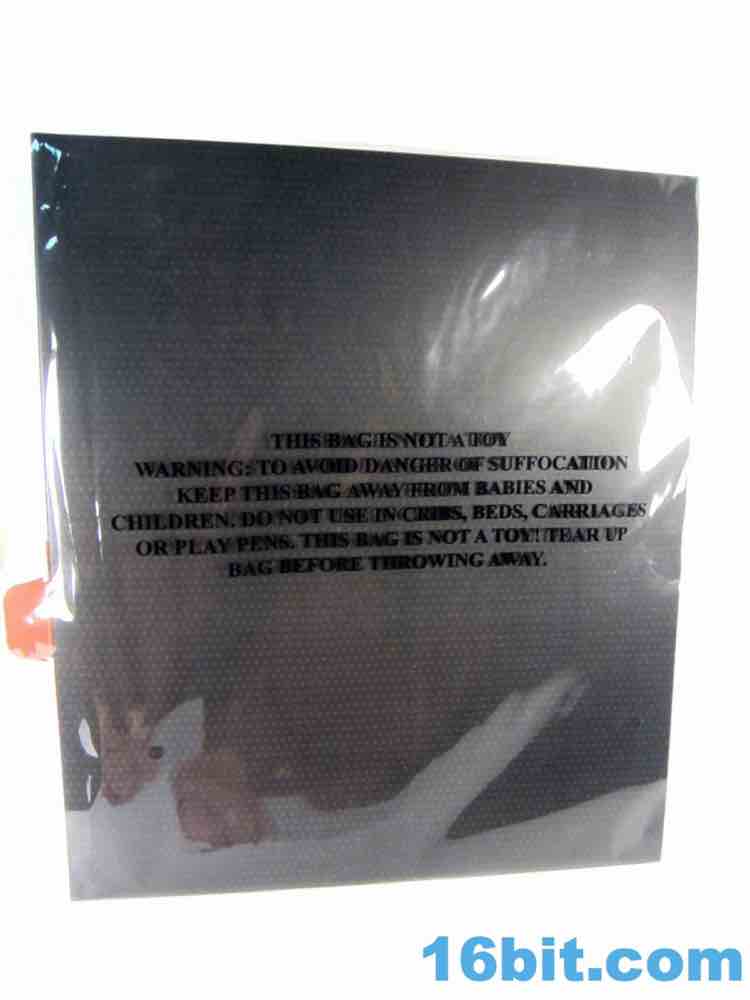 THIS BAG IS NOT A TOY
WARNING: TO AVOID DANGER OF SUFFOCATION
KEEP THIS BAG AWAY FROM BABIES AND
CHILDREN. DO NOT USE IN CRIBS, BEDS, CARRIAGES
OR PLAY PENS. THIS BAG IS NOT A TOY! TEAR UP
BAG BEFORE THROWING AWAY.
16bit.com